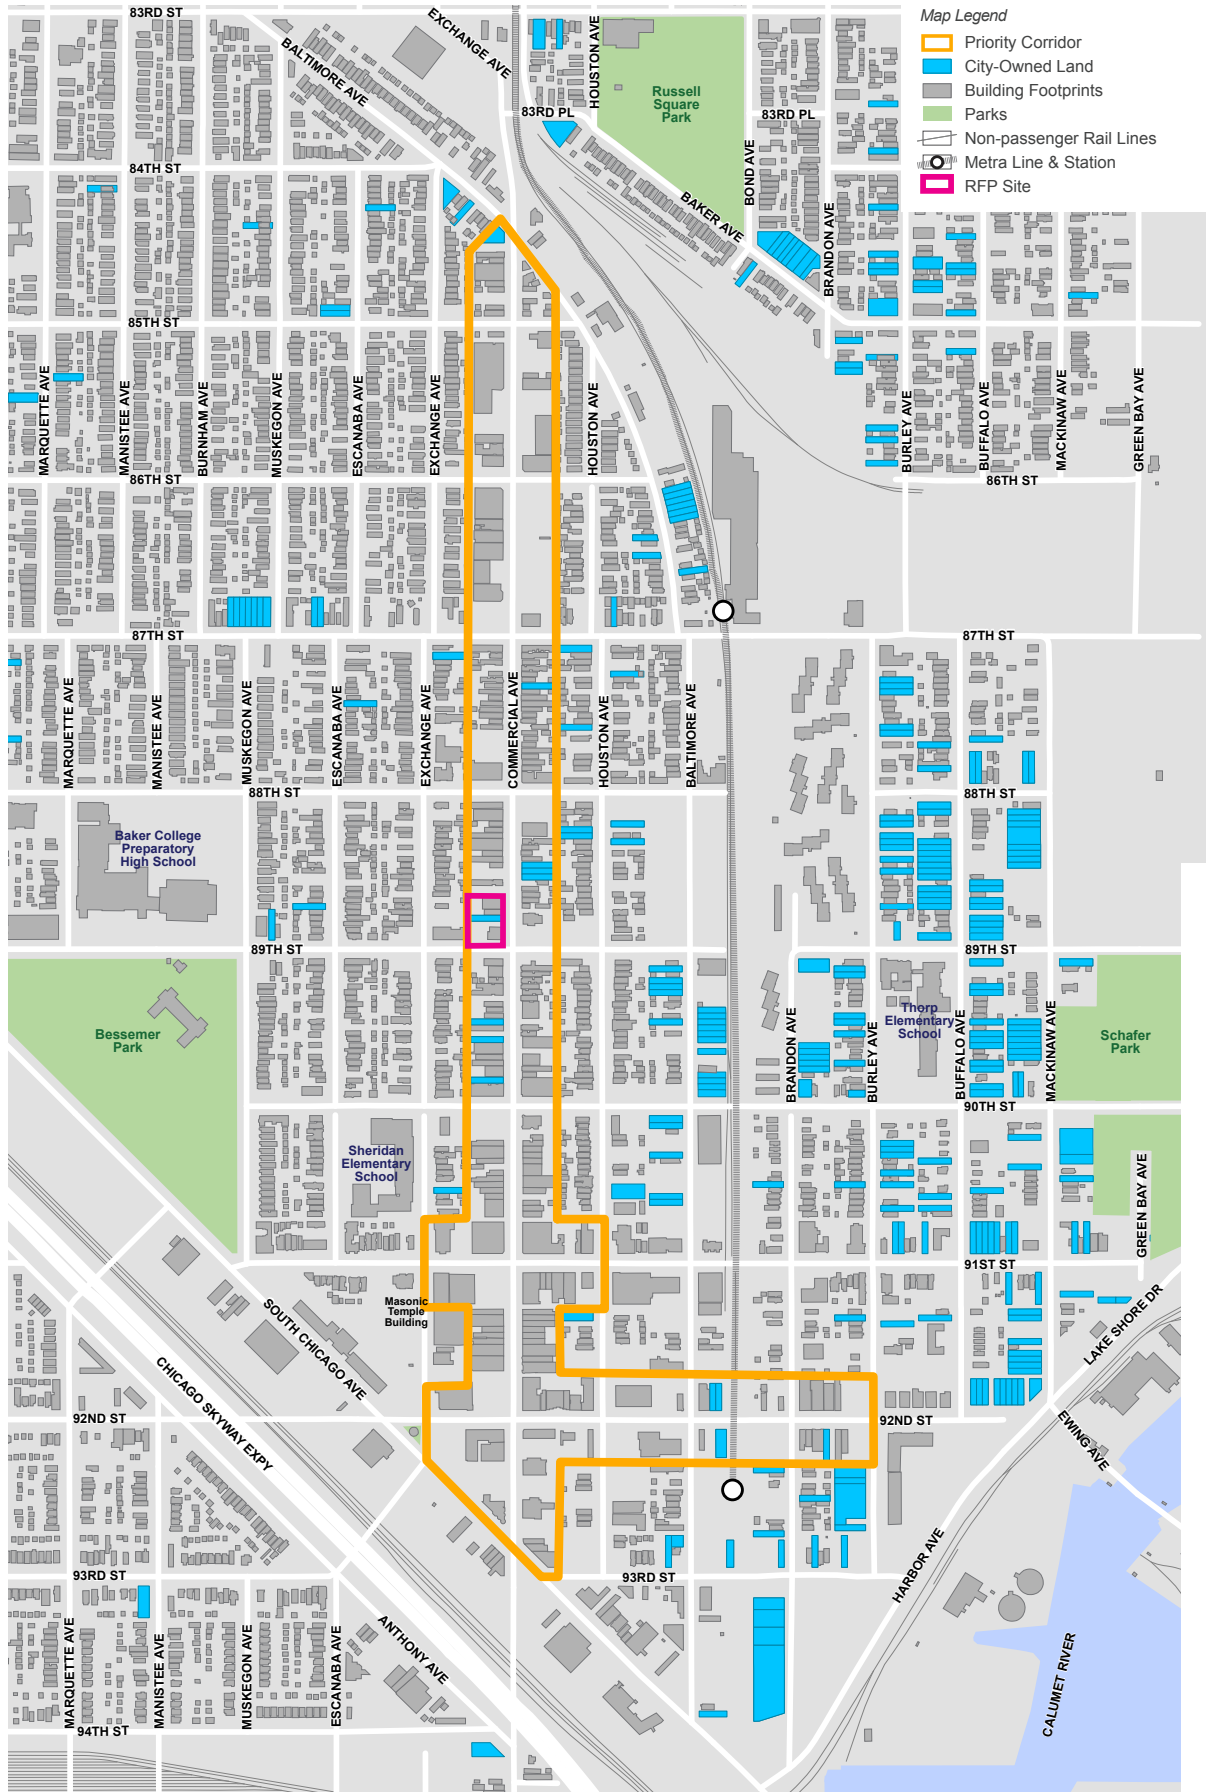 Map Legend
Priority Corridor
City-Owned Land
Building Footprints
Parks
Non-passenger Rail Lines
Metra Line & Station
RFP Site
83RD ST
EXCHANGE AVE
BALTIMORE AVE
HOUSTON AVE
83RD PL
Russell
Square
Park
83RD PL
BOND AVE
84TH ST
BAKER AVE
BRANDON AVE
85TH ST
MARQUETTE AVE
MANISTEE AVE
BURNHAM AVE
MUSKEGON AVE
ESCANABA AVE
EXCHANGE AVE
HOUSTON AVE
BURLEY AVE
BUFFALO AVE
MACKINAW AVE
GREEN BAY AVE
86TH ST
86TH ST
87TH ST
87TH ST
MARQUETTE AVE
MANISTEE AVE
MUSKEGON AVE
ESCANABA AVE
EXCHANGE AVE
COMMERCIAL AVE
HOUSTON AVE
BALTIMORE AVE
88TH ST
88TH ST
Baker College
Preparatory
High School
89TH ST
89TH ST
Bessemer
Park
BRANDON AVE
BURLEY AVE
Thorp
Elementary
School
BUFFALO AVE
MACKINAW AVE
Schafer
Park
90TH ST
Sheridan
Elementary
School
GREEN BAY AVE
91ST ST
Masonic
Temple
Building
SOUTH CHICAGO AVE
LAKE SHORE DR
CHICAGO SKYWAY EXPY
92ND ST
92ND ST
EWING AVE
HARBOR AVE
93RD ST
93RD ST
MARQUETTE AVE
MANISTEE AVE
MUSKEGON AVE
ESCANABA AVE
ANTHONY AVE
CALUMET RIVER
94TH ST